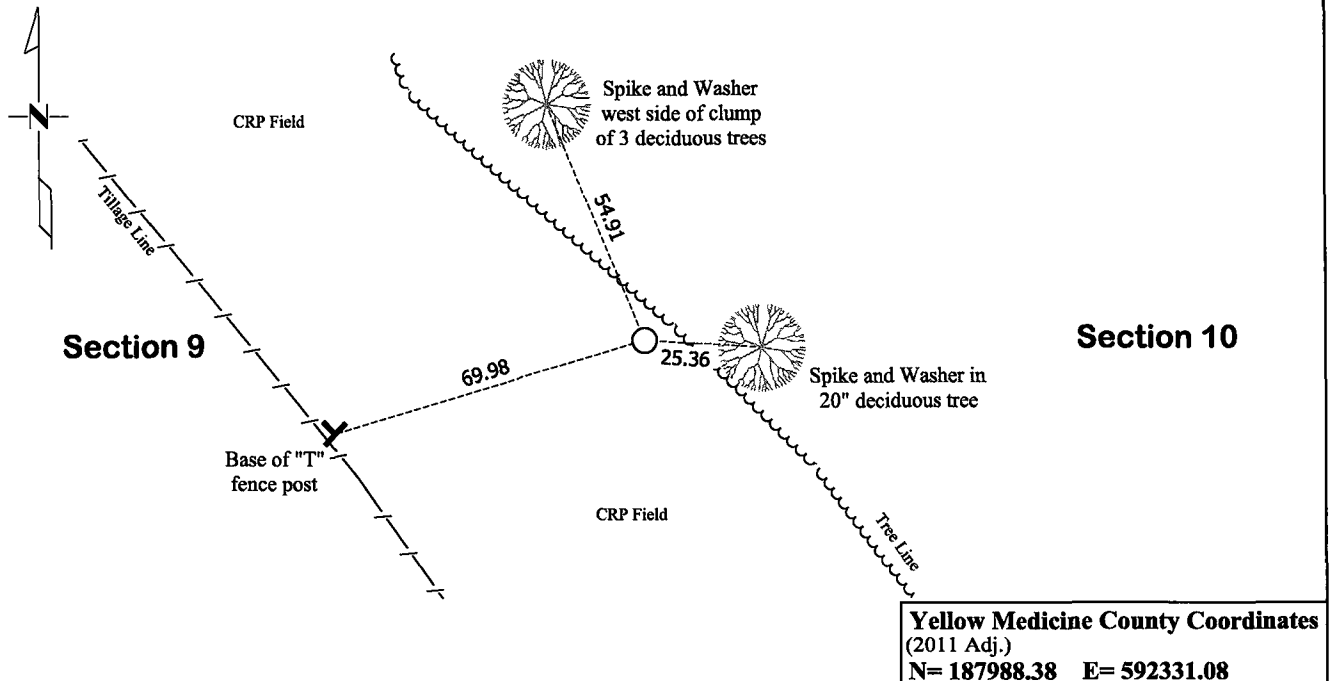 N
CRP Field
Spike and Washer
west side of clump
of 3 deciduous trees
Tillage Line
54.91
Section 9
Section 10
69.98
25.36
Spike and Washer in
20" deciduous tree
Base of "T"
fence post
CRP Field
Tree Line
Yellow Medicine County Coordinates
(2011 Adj.)
N= 187988.38 E= 592331.08